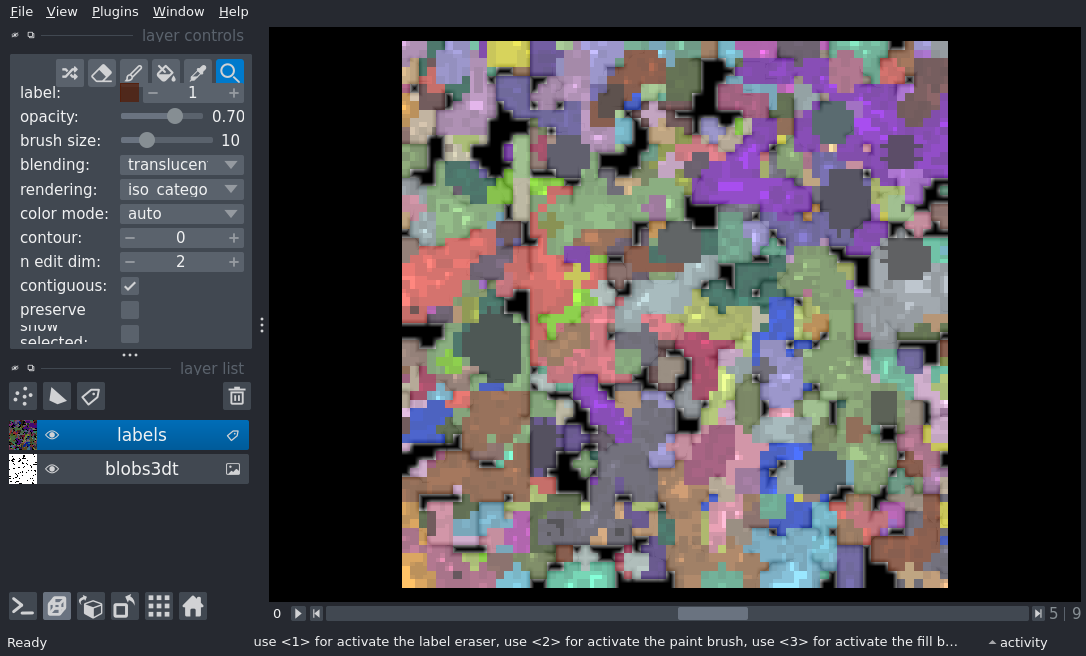 File View Plugins Window Help
layer controls
label: 1
opacity: 0.70
brush size: 10
blending: translucen
rendering: iso_catego
color mode: auto
contour: 0
n edit dim: 2
contiguous:
preserve
show
selected:
layer list
labels
blobs3dt
0 5 | 9
Ready use <1> for activate the label eraser, use <2> for activate the paint brush, use <3> for activate the fill b... activity